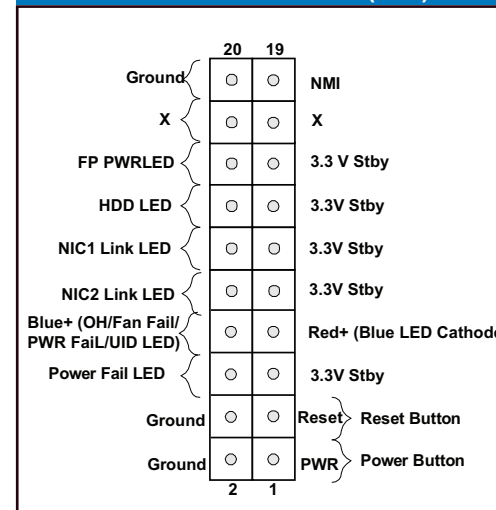 20 19
Ground NMI
X X
FP PWRLED 3.3 V Stby
HDD LED 3.3V Stby
NIC1 Link LED 3.3V Stby
NIC2 Link LED 3.3V Stby
Blue+ (OH/Fan Fail/
PWR FaiL/UID LED) Red+ (Blue LED Cathode
Power Fail LED 3.3V Stby
Ground Reset Reset Button
Ground PWR Power Button
2 1